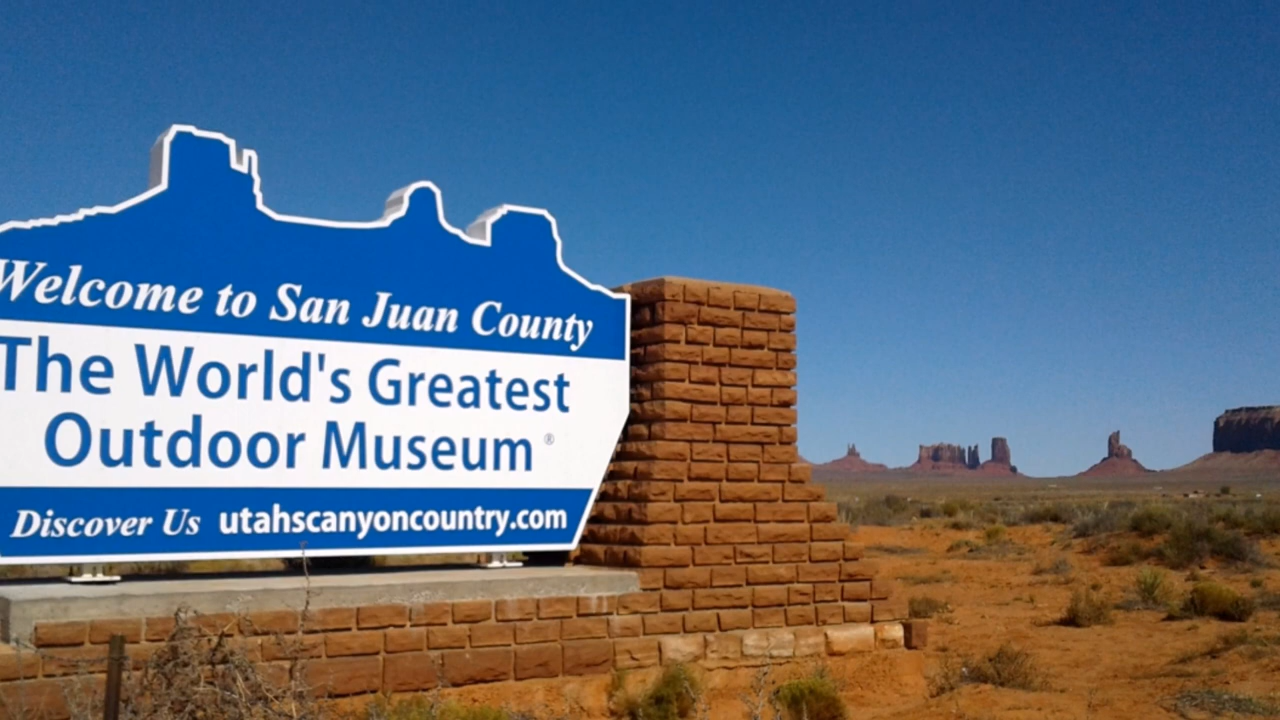 Welcome to San Juan County
The World's Greatest
Outdoor Museum ®
Discover Us utahscanyoncountry.com